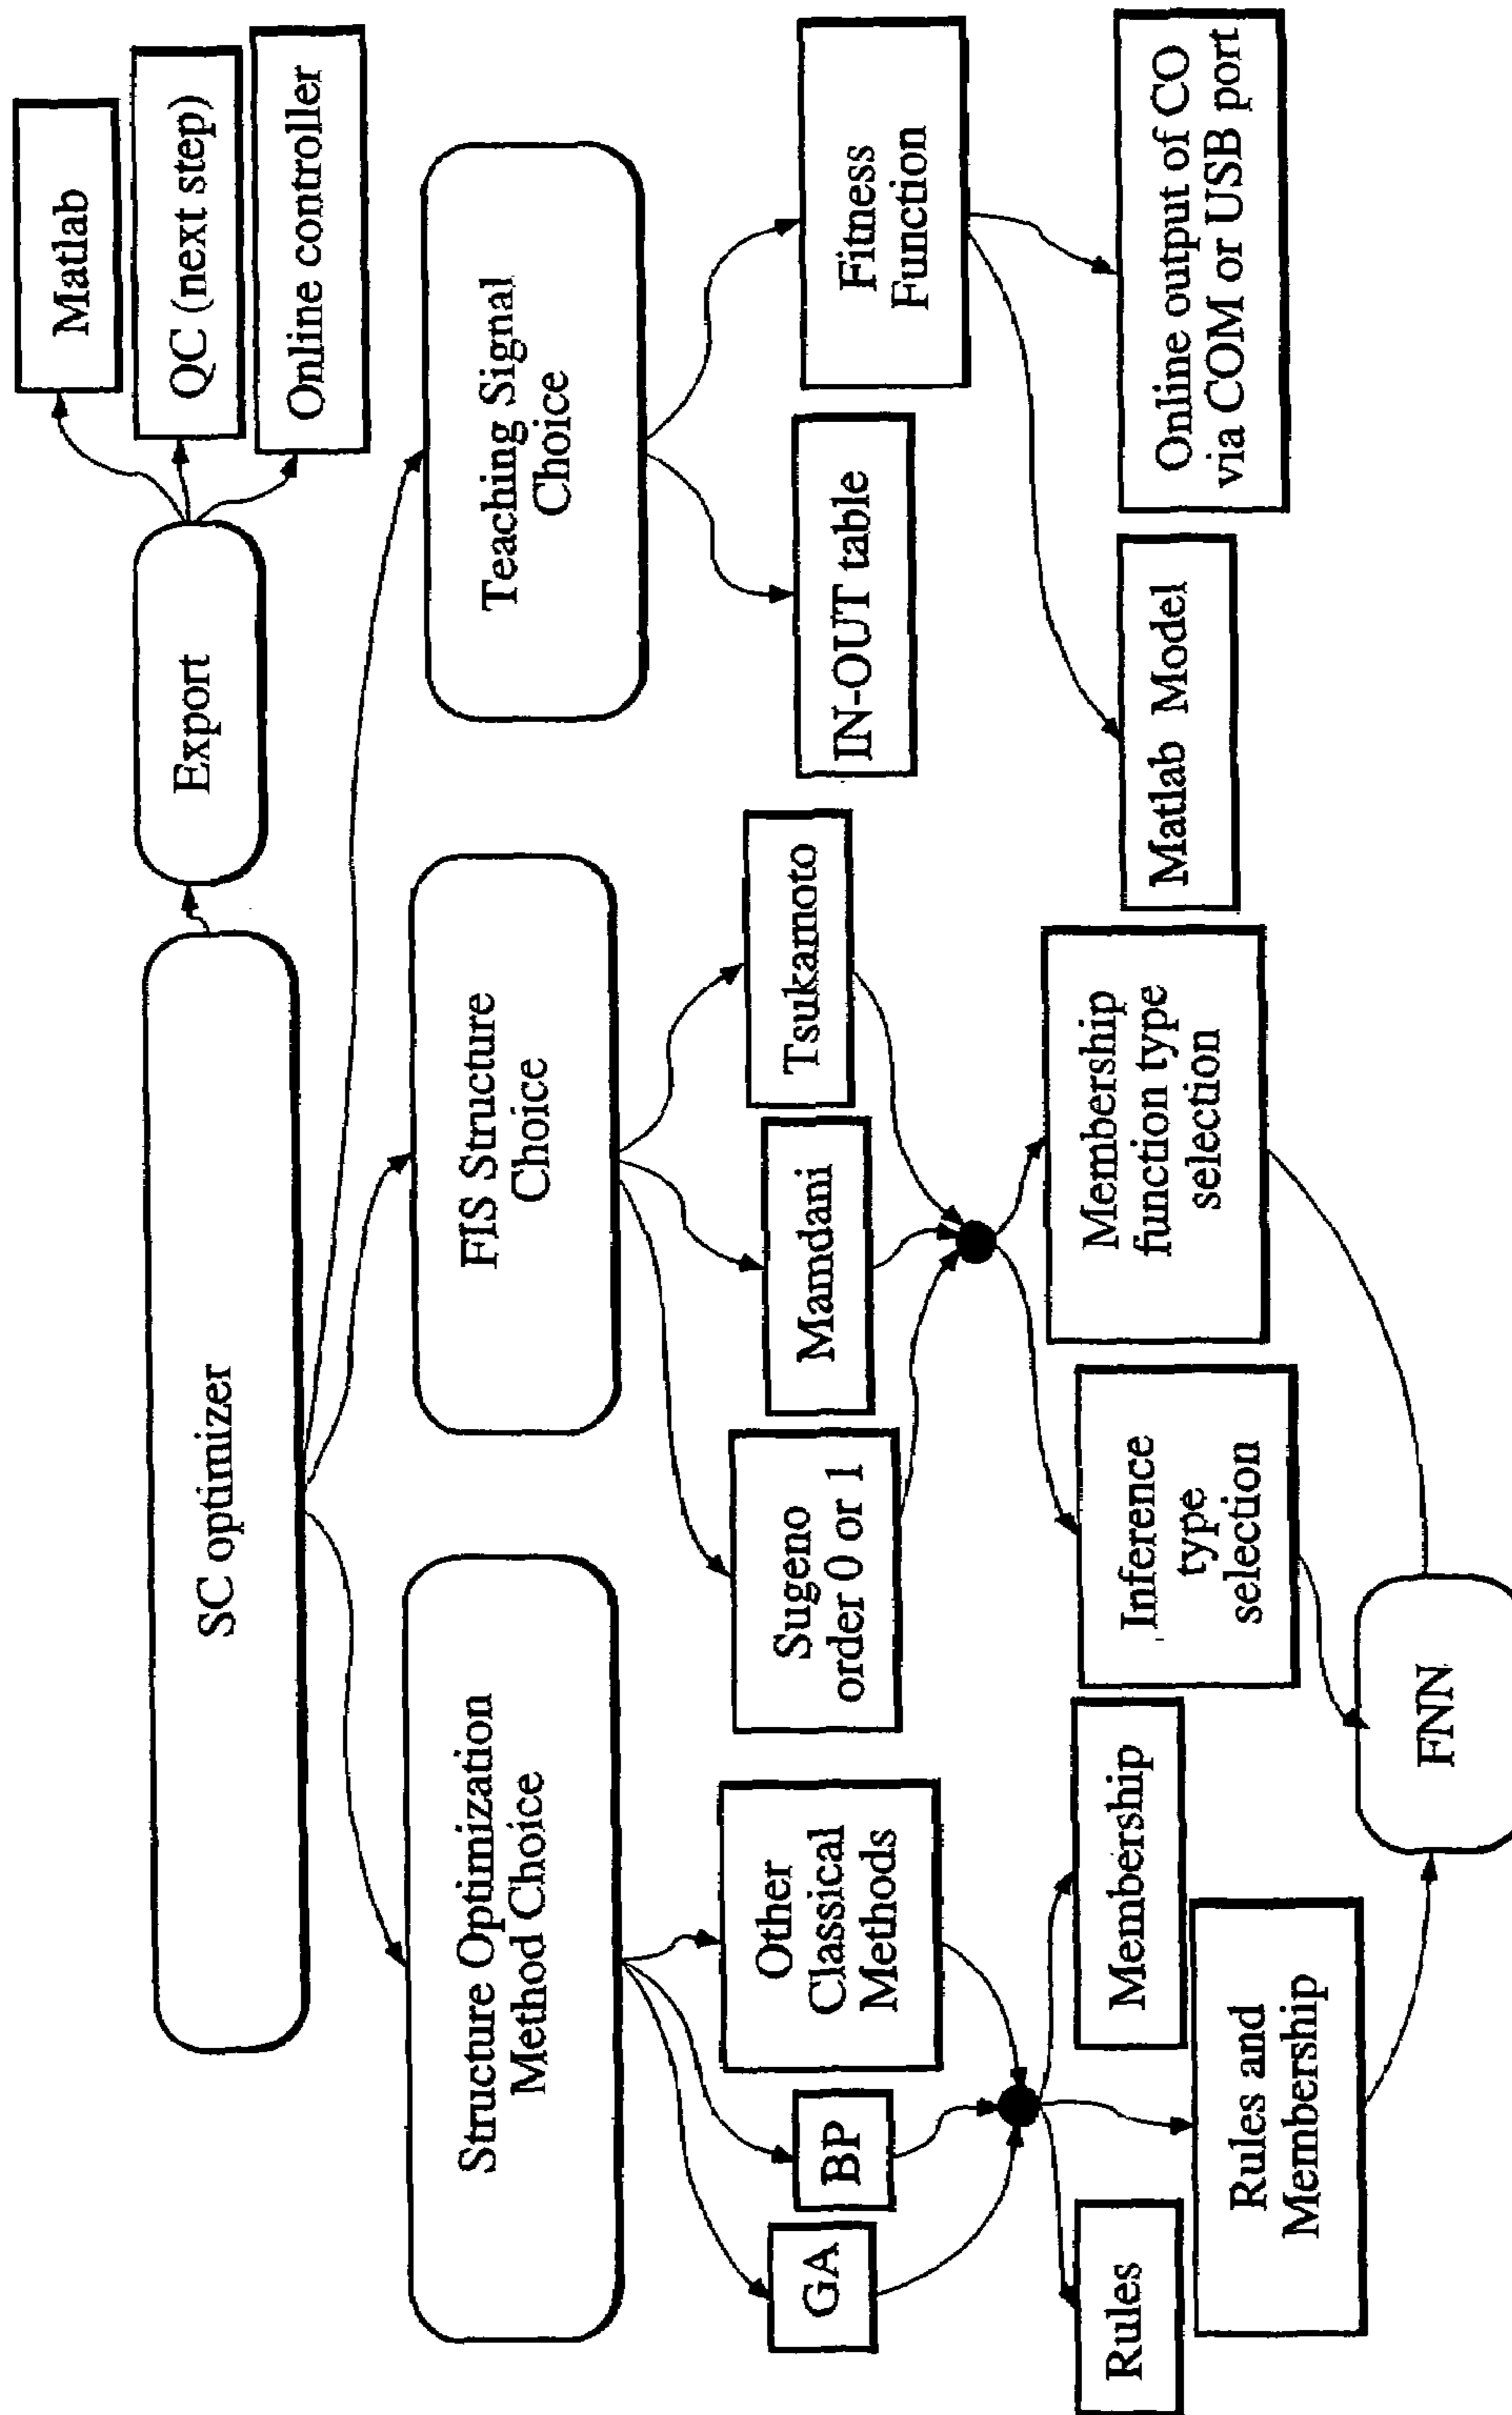 SC optimizer
Export
Matlab
QC (next step)
Online controller
Structure Optimization
Method Choice
FIS Structure
Choice
Teaching Signal
Choice
GA
BP
Other
Classical
Methods
Sugeno
order 0 or 1
Mamdani
Tsukamoto
IN-OUT table
Fitness
Function
Rules
Membership
Rules and
Membership
Inference
type
selection
Membership
function type
selection
Matlab Model
Online output of CO
via COM or USB port
FNN